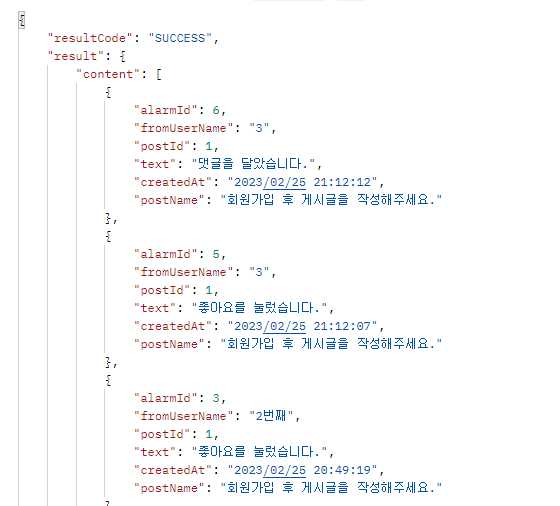 {
"resultCode": "SUCCESS",
"result": {
"content": [
{
"alarmId": 6,
"fromUserName": "3",
"postId": 1,
"text": "댓글을 달았습니다.",
"createdAt": "2023/02/25 21:12:12",
"postName": "회원가입 후 게시글을 작성해주세요."
},
{
"alarmId": 5,
"fromUserName": "3",
"postId": 1,
"text": "좋아요를 눌렀습니다.",
"createdAt": "2023/02/25 21:12:07",
"postName": "회원가입 후 게시글을 작성해주세요."
},
{
"alarmId": 3,
"fromUserName": "2번째",
"postId": 1,
"text": "좋아요를 눌렀습니다.",
"createdAt": "2023/02/25 20:49:19",
"postName": "회원가입 후 게시글을 작성해주세요."
}